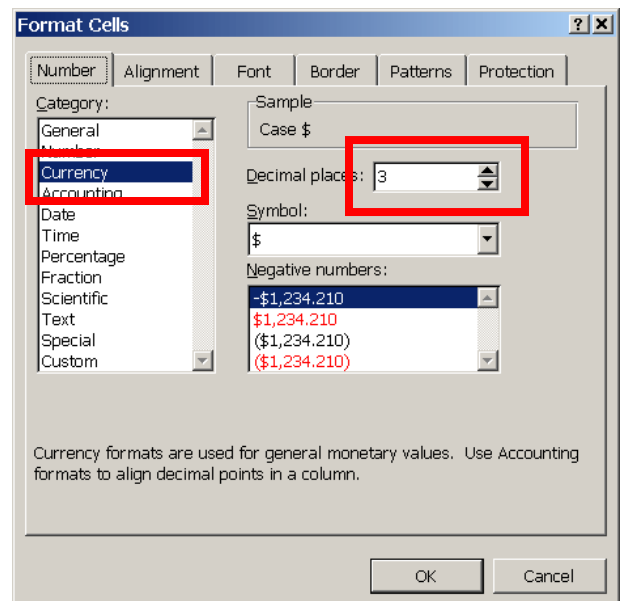 Format Cells
Number Alignment Font Border Patterns Protection
Category:
General
Number
Currency
Accounting
Date
Time
Percentage
Fraction
Scientific
Text
Special
Custom
Sample
Case $
Decimal places: 3
Symbol:
$
Negative numbers:
-$1,234.210
$1,234.210
($1,234.210)
($1,234.210)
Currency formats are used for general monetary values. Use Accounting
formats to align decimal points in a column.
OK Cancel